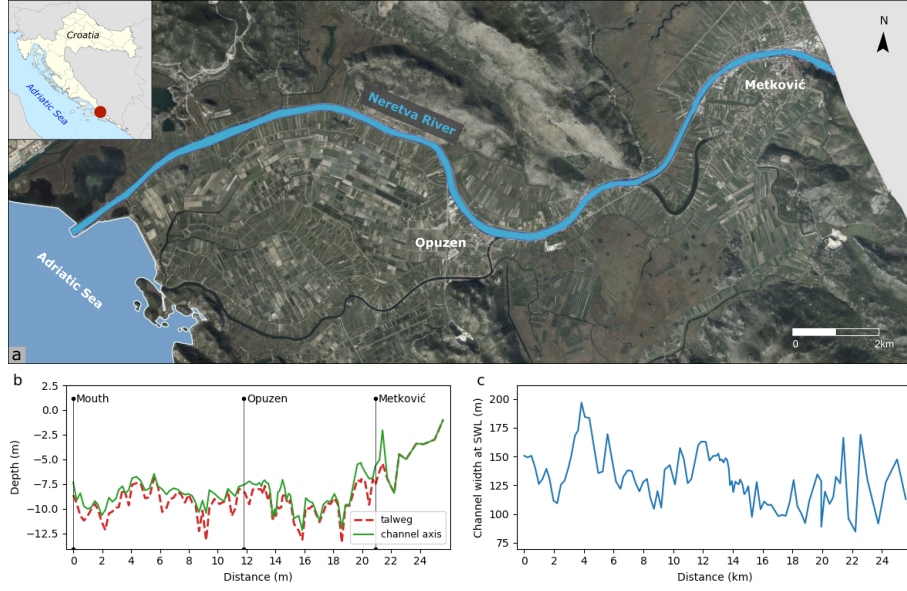 Croatia
Adriatic Sea
N
Metković
Neretva River
Opuzen
Adriatic Sea
0 2km
a
b
c
2.5
0.0
−2.5
−5.0
−7.5
−10.0
−12.5
Depth (m)
Mouth
Opuzen
Metković
talweg
channel axis
0 2 4 6 8 10 12 14 16 18 20 22 24
Distance (m)
200
175
150
125
100
75
Channel width at SWL (m)
0 2 4 6 8 10 12 14 16 18 20 22 24 26
Distance (km)